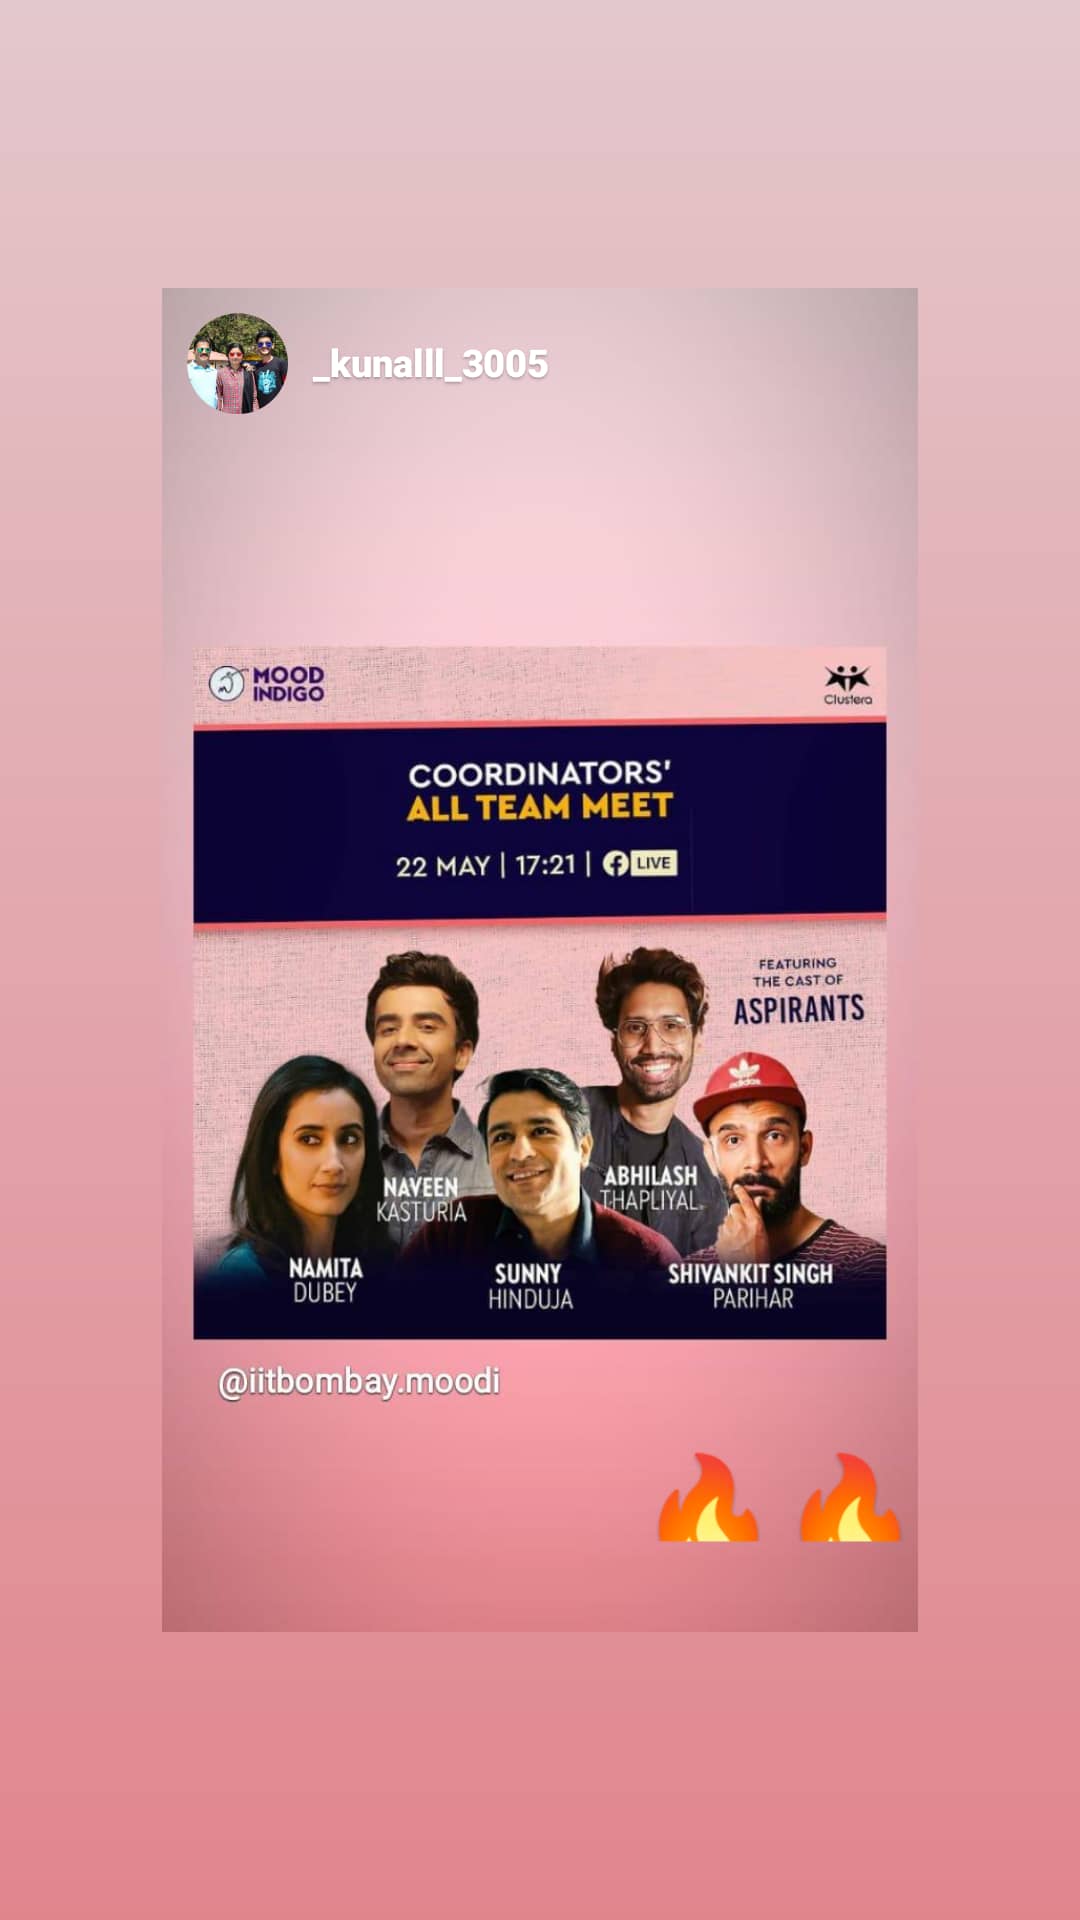 _kunalll_3005
MOOD
INDIGO
Clustera
COORDINATORS'
ALL TEAM MEET
22 MAY | 17:21 | LIVE
FEATURING
THE CAST OF
ASPIRANTS
adidas
NAVEEN
KASTURIA
ABHILASH
THAPLIYAL
NAMITA
DUBEY
SUNNY
HINDUJA
SHIVANKIT SINGH
PARIHAR
@iitbombay.moodi